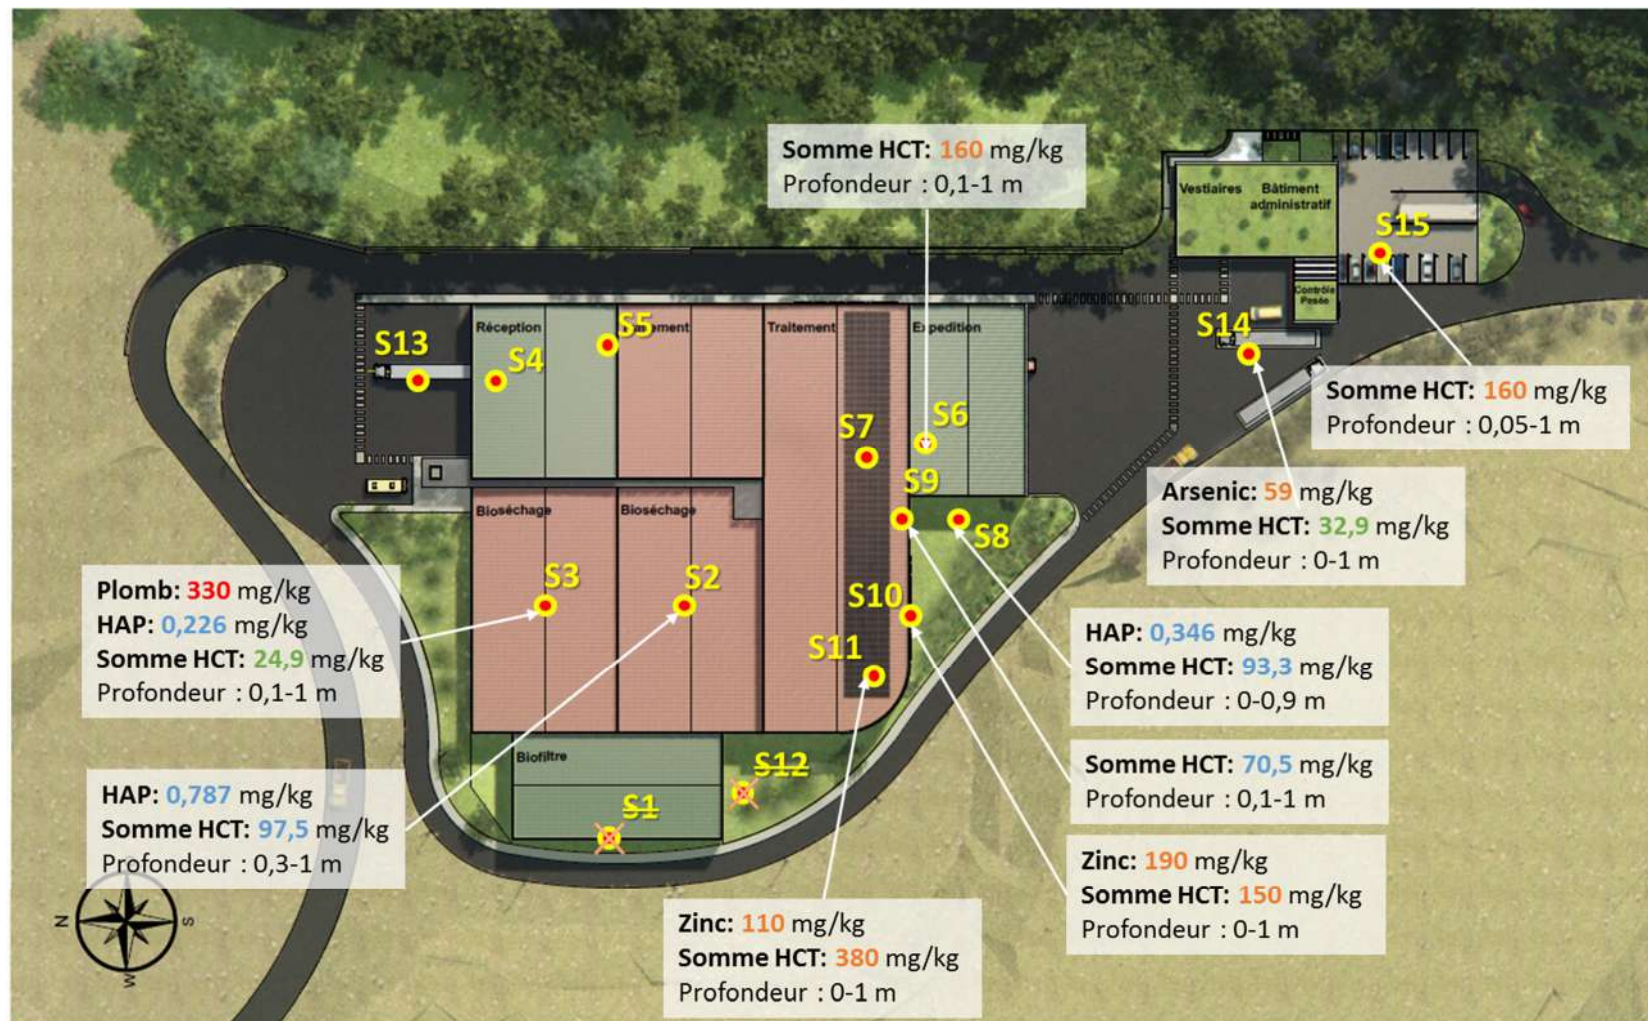 Somme HCT: 160 mg/kg
Profondeur : 0,1-1 m
Vestiaires
Bâtiment
administratif
S15
Contrôle
Pesée
S14
Somme HCT: 160 mg/kg
Profondeur : 0,05-1 m
Réception
S5
Traitement
Expedition
S13
S4
S6
S7
S9
S8
Arsenic: 59 mg/kg
Somme HCT: 32,9 mg/kg
Profondeur : 0-1 m
Bioséchage
Bioséchage
S3
S2
S10
S11
Plomb: 330 mg/kg
HAP: 0,226 mg/kg
Somme HCT: 24,9 mg/kg
Profondeur : 0,1-1 m
HAP: 0,346 mg/kg
Somme HCT: 93,3 mg/kg
Profondeur : 0-0,9 m
Biofiltre
S12
S1
Somme HCT: 70,5 mg/kg
Profondeur : 0,1-1 m
HAP: 0,787 mg/kg
Somme HCT: 97,5 mg/kg
Profondeur : 0,3-1 m
Zinc: 190 mg/kg
Somme HCT: 150 mg/kg
Profondeur : 0-1 m
Zinc: 110 mg/kg
Somme HCT: 380 mg/kg
Profondeur : 0-1 m
N
S
W